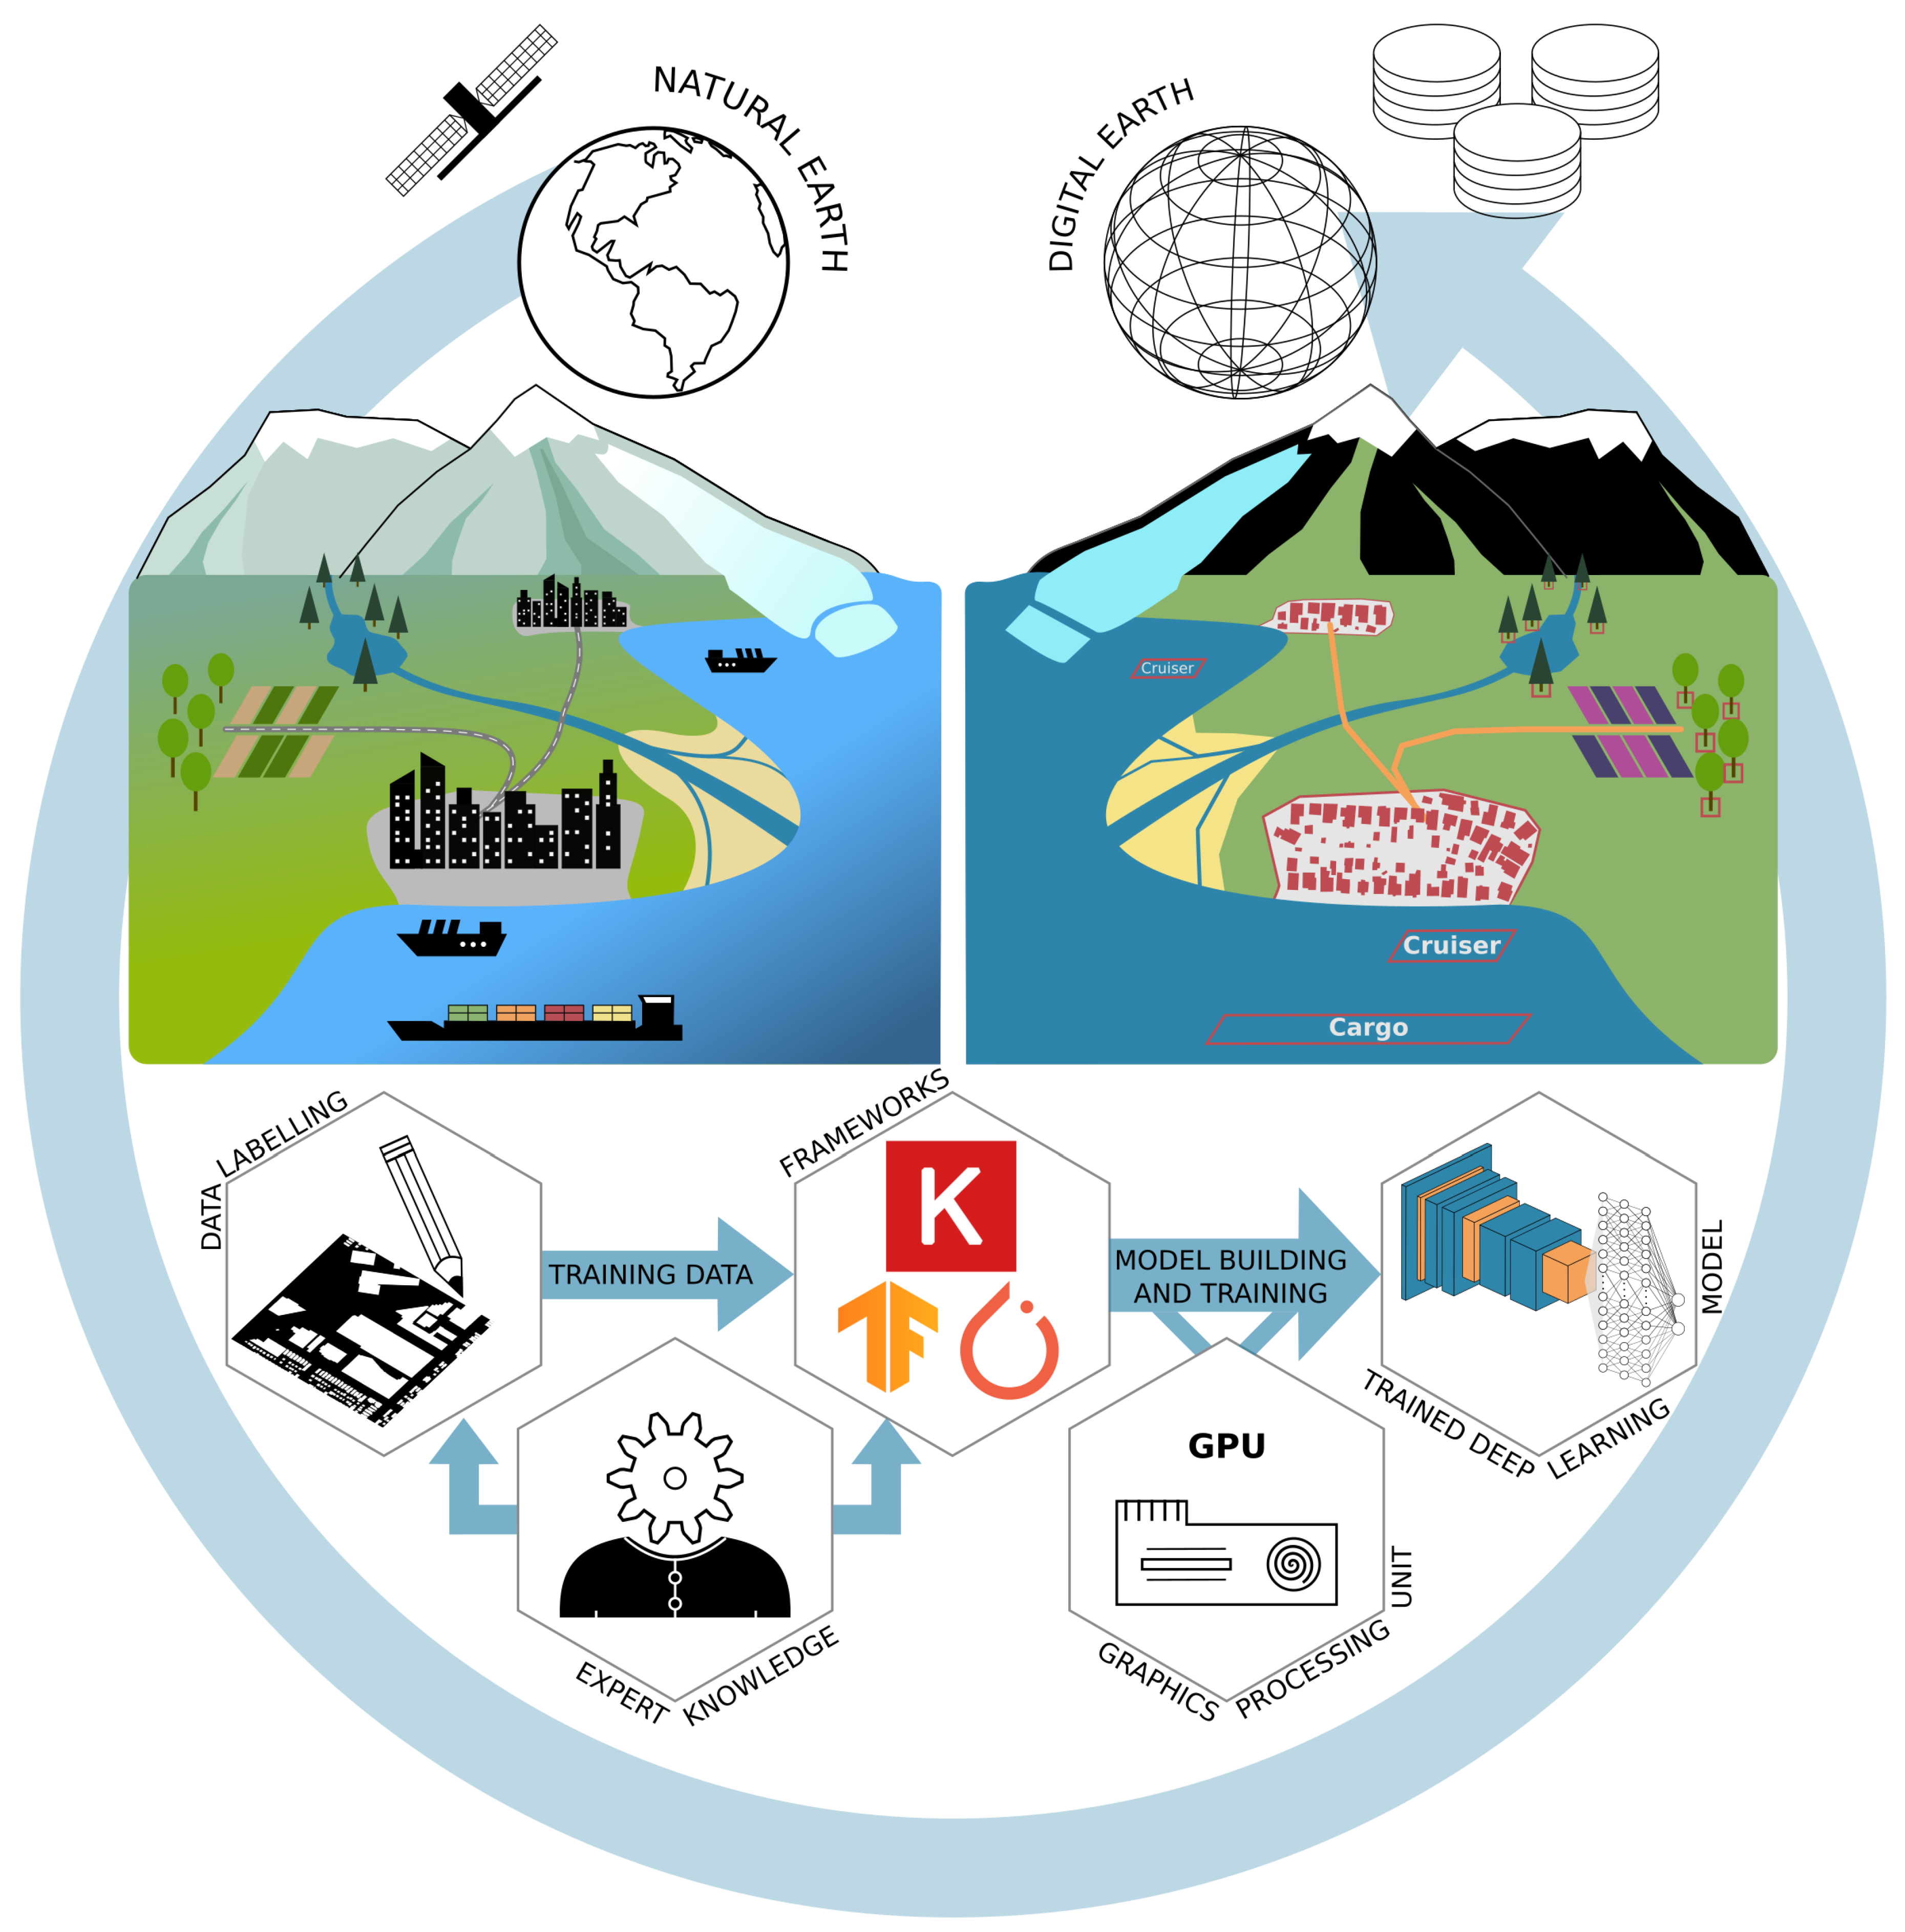 NATURAL EARTH
DIGITAL EARTH
Cruiser
Cruiser
Cargo
DATA LABELLING
TRAINING DATA
FRAMEWORKS
K
TF
MODEL BUILDING
AND TRAINING
TRAINED DEEP LEARNING MODEL
EXPERT KNOWLEDGE
GPU
GRAPHICS PROCESSING UNIT